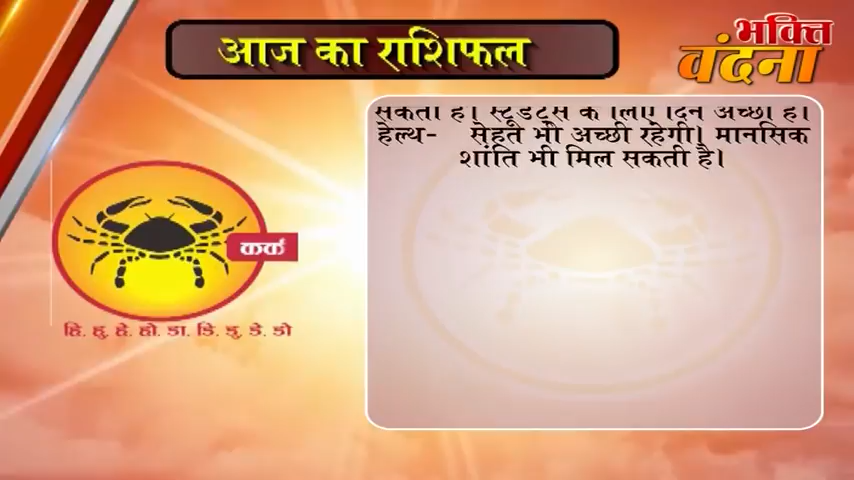 आज का राशिफल
भक्ति
वंदना
सकती है। स्टूडेंट्स के लिए दिन अच्छा है।
हेल्थ- सेहत भी अच्छी रहेगी। मानसिक
शांति भी मिल सकती है।
कर्क
हि. हु. हे. हो. डा. डि. डु. डे. डो